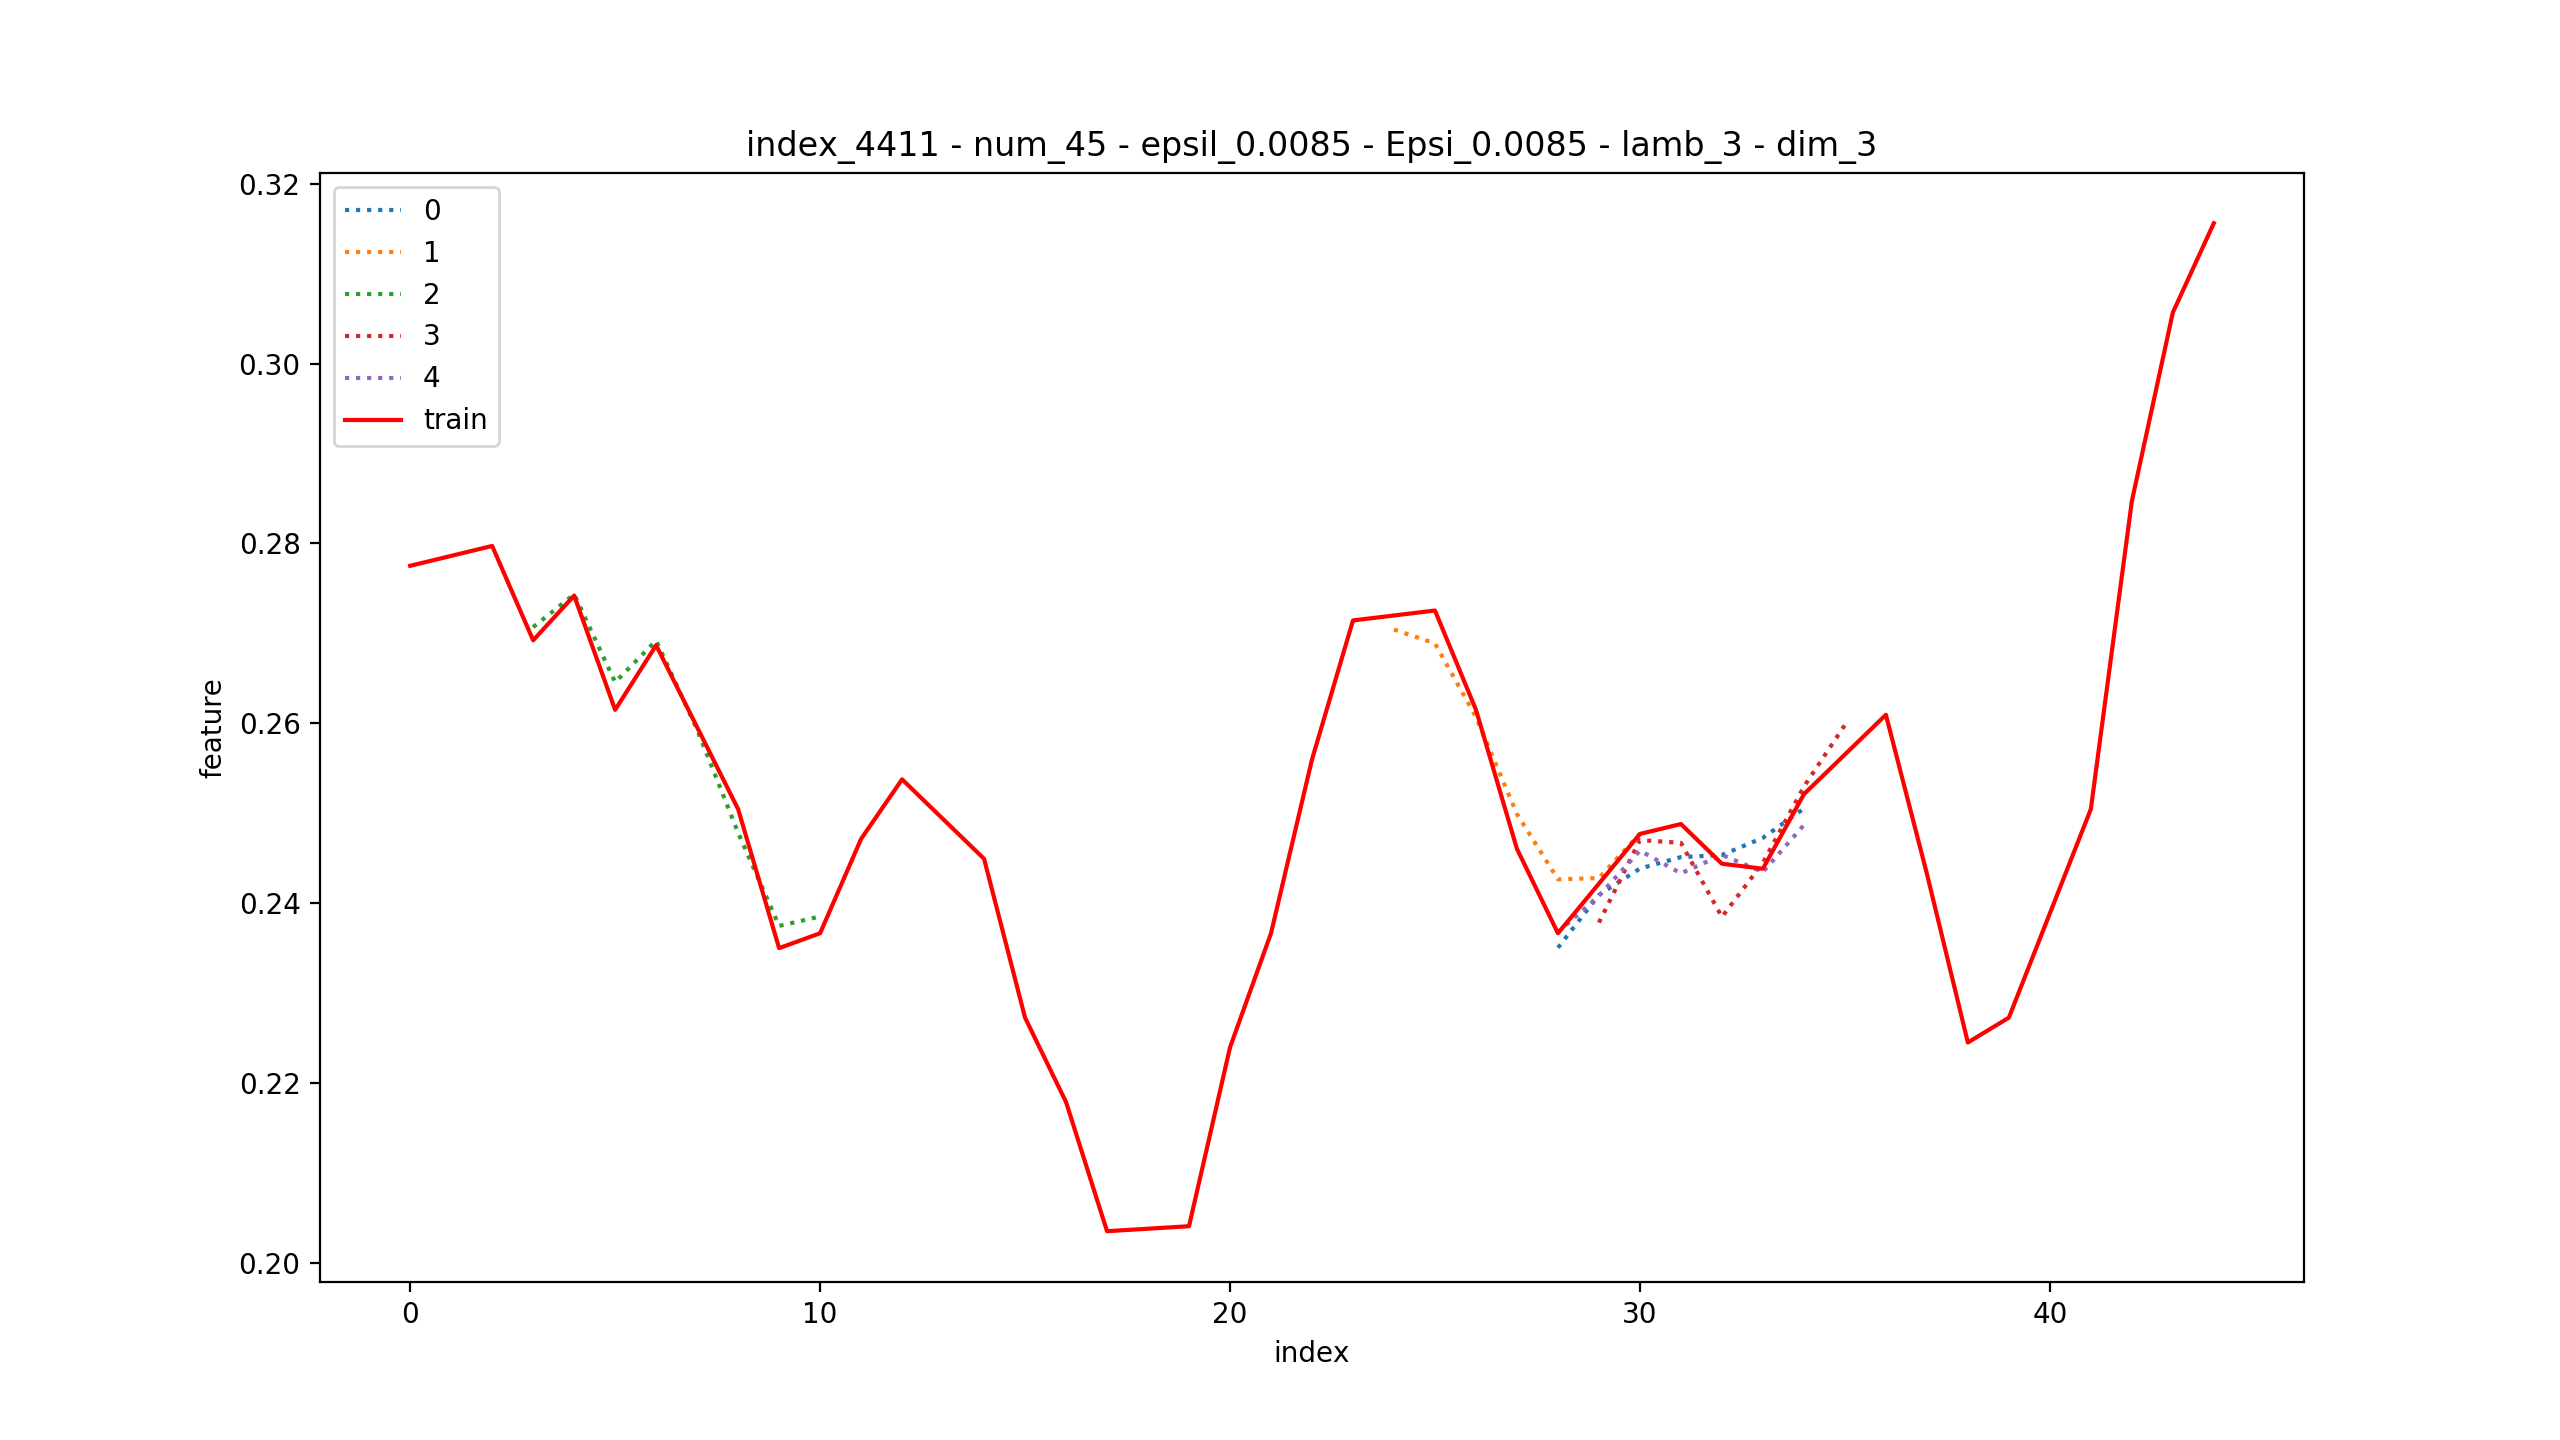 index_4411 - num_45 - epsil_0.0085 - Epsi_0.0085 - lamb_3 - dim_3
0
1
2
3
4
train
0.32
0.30
0.28
0.26
0.24
0.22
0.20
feature
0 10 20 30 40
index